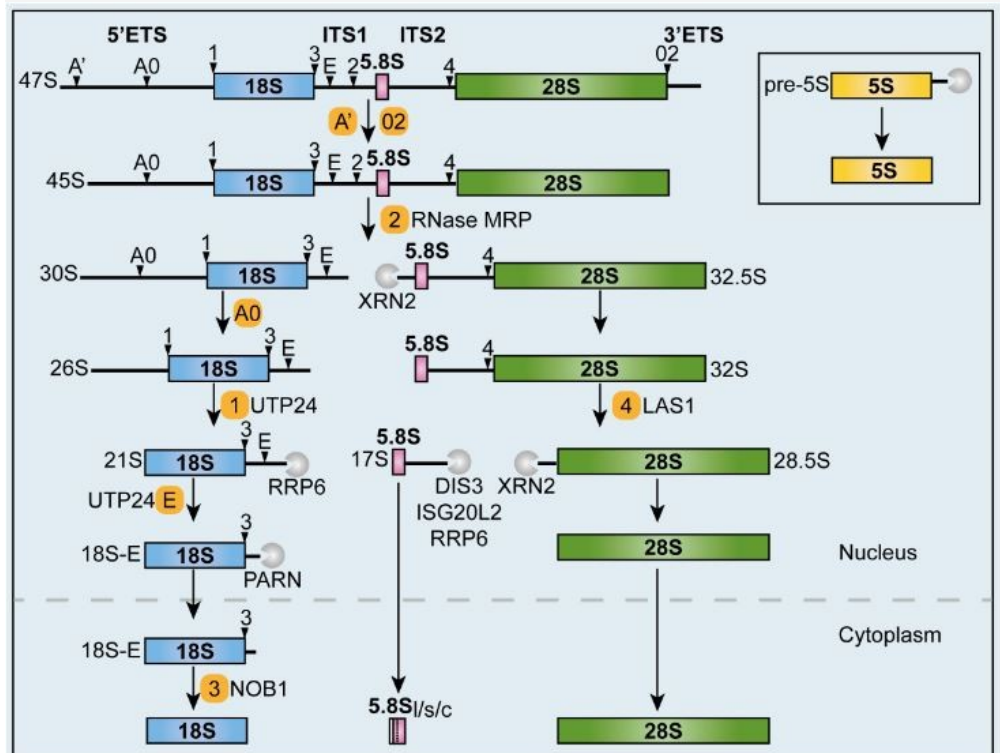 5'ETS ITS1 ITS2 3'ETS
1 3 5.8S 02
47S A' A0 E 2 4
18S 28S
A' 02
1 3 5.8S
45S A0 E 2 4
18S 28S
2 RNase MRP
1 3 5.8S
30S A0 E 4
18S 28S 32.5S
XRN2
A0
1 3 5.8S
26S E 4
18S 28S 32S
1 UTP24 4 LAS1
3 5.8S
21S 18S E 17S 28S 28.5S
RRP6 DIS3 XRN2
UTP24 E ISG20L2
RRP6
3
18S-E 18S 28S Nucleus
PARN
3 Cytoplasm
18S-E 18S
3 NOB1
5.8S l/s/c
18S 28S
pre-5S 5S
5S